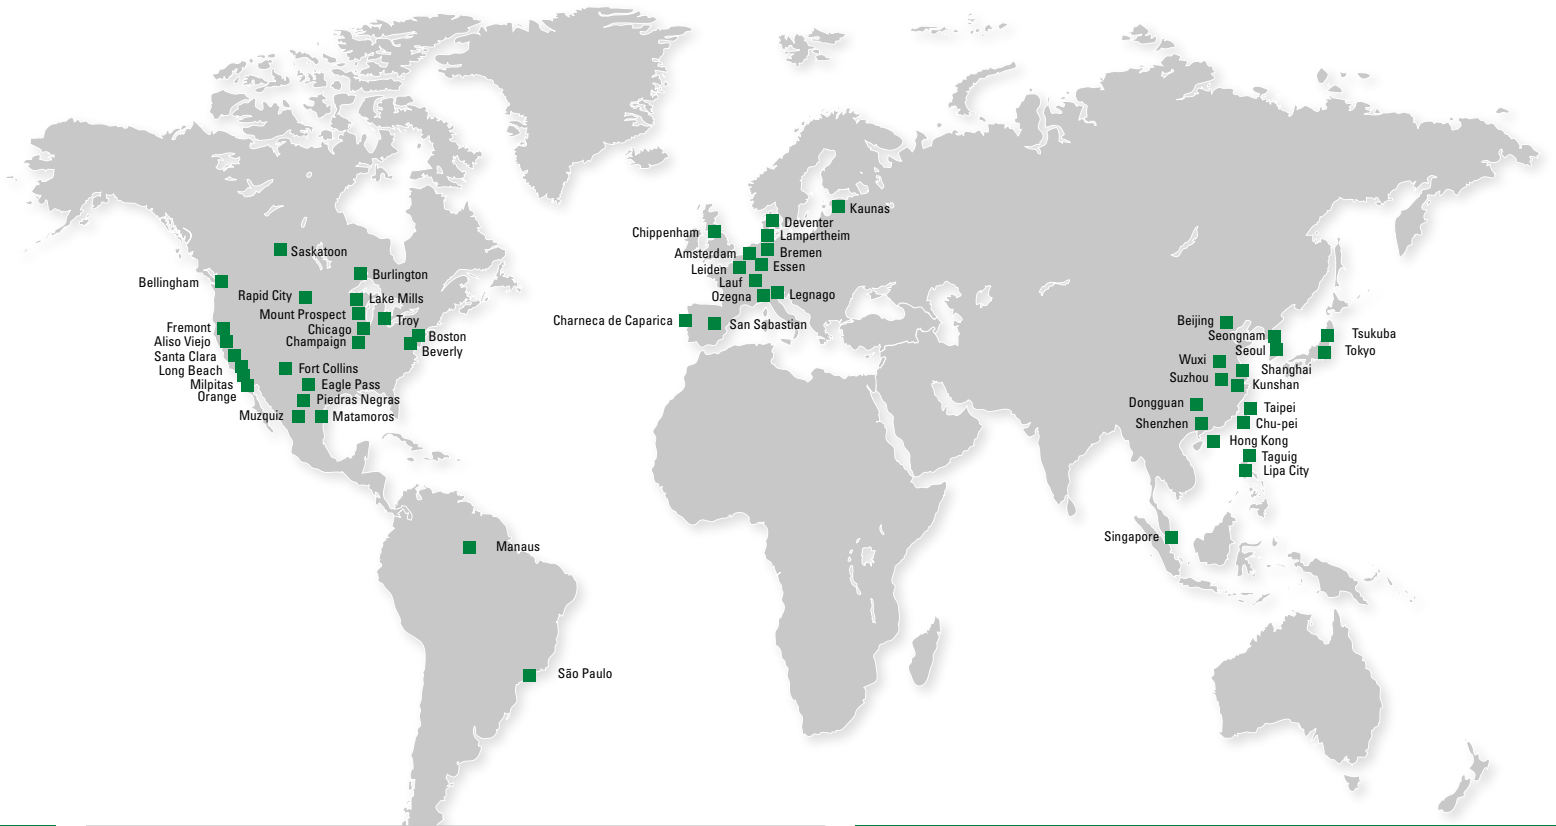 Saskatoon
Burlington
Bellingham
Rapid City
Lake Mills
Mount Prospect
Troy
Fremont
Chicago
Boston
Aliso Viejo
Champaign
Beverly
Santa Clara
Long Beach
Fort Collins
Milpitas
Eagle Pass
Orange
Piedras Negras
Muzquiz
Matamoros
Manaus
São Paulo
Kaunas
Deventer
Chippenham
Lampertheim
Amsterdam
Bremen
Leiden
Essen
Lauf
Ozegna
Legnago
Charneca de Caparica
San Sabastian
Beijing
Seongnam
Tsukuba
Seoul
Tokyo
Wuxi
Shanghai
Suzhou
Kunshan
Dongguan
Taipei
Shenzhen
Chu-pei
Hong Kong
Taguig
Lipa City
Singapore